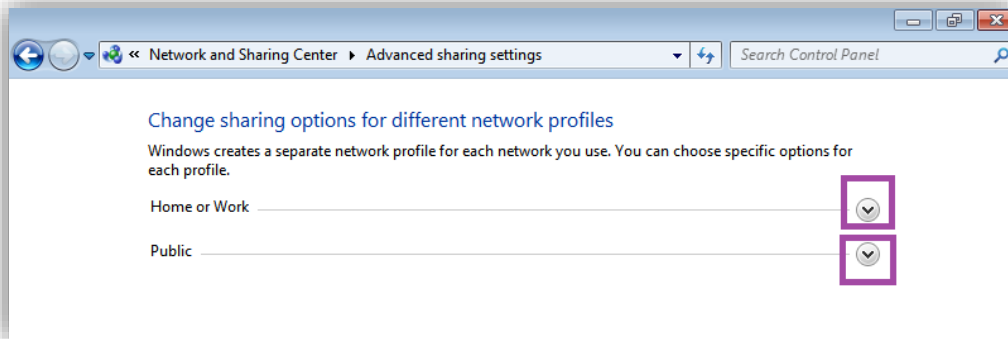 « Network and Sharing Center ▸ Advanced sharing settings
Search Control Panel
Change sharing options for different network profiles
Windows creates a separate network profile for each network you use. You can choose specific options for
each profile.
Home or Work
Public